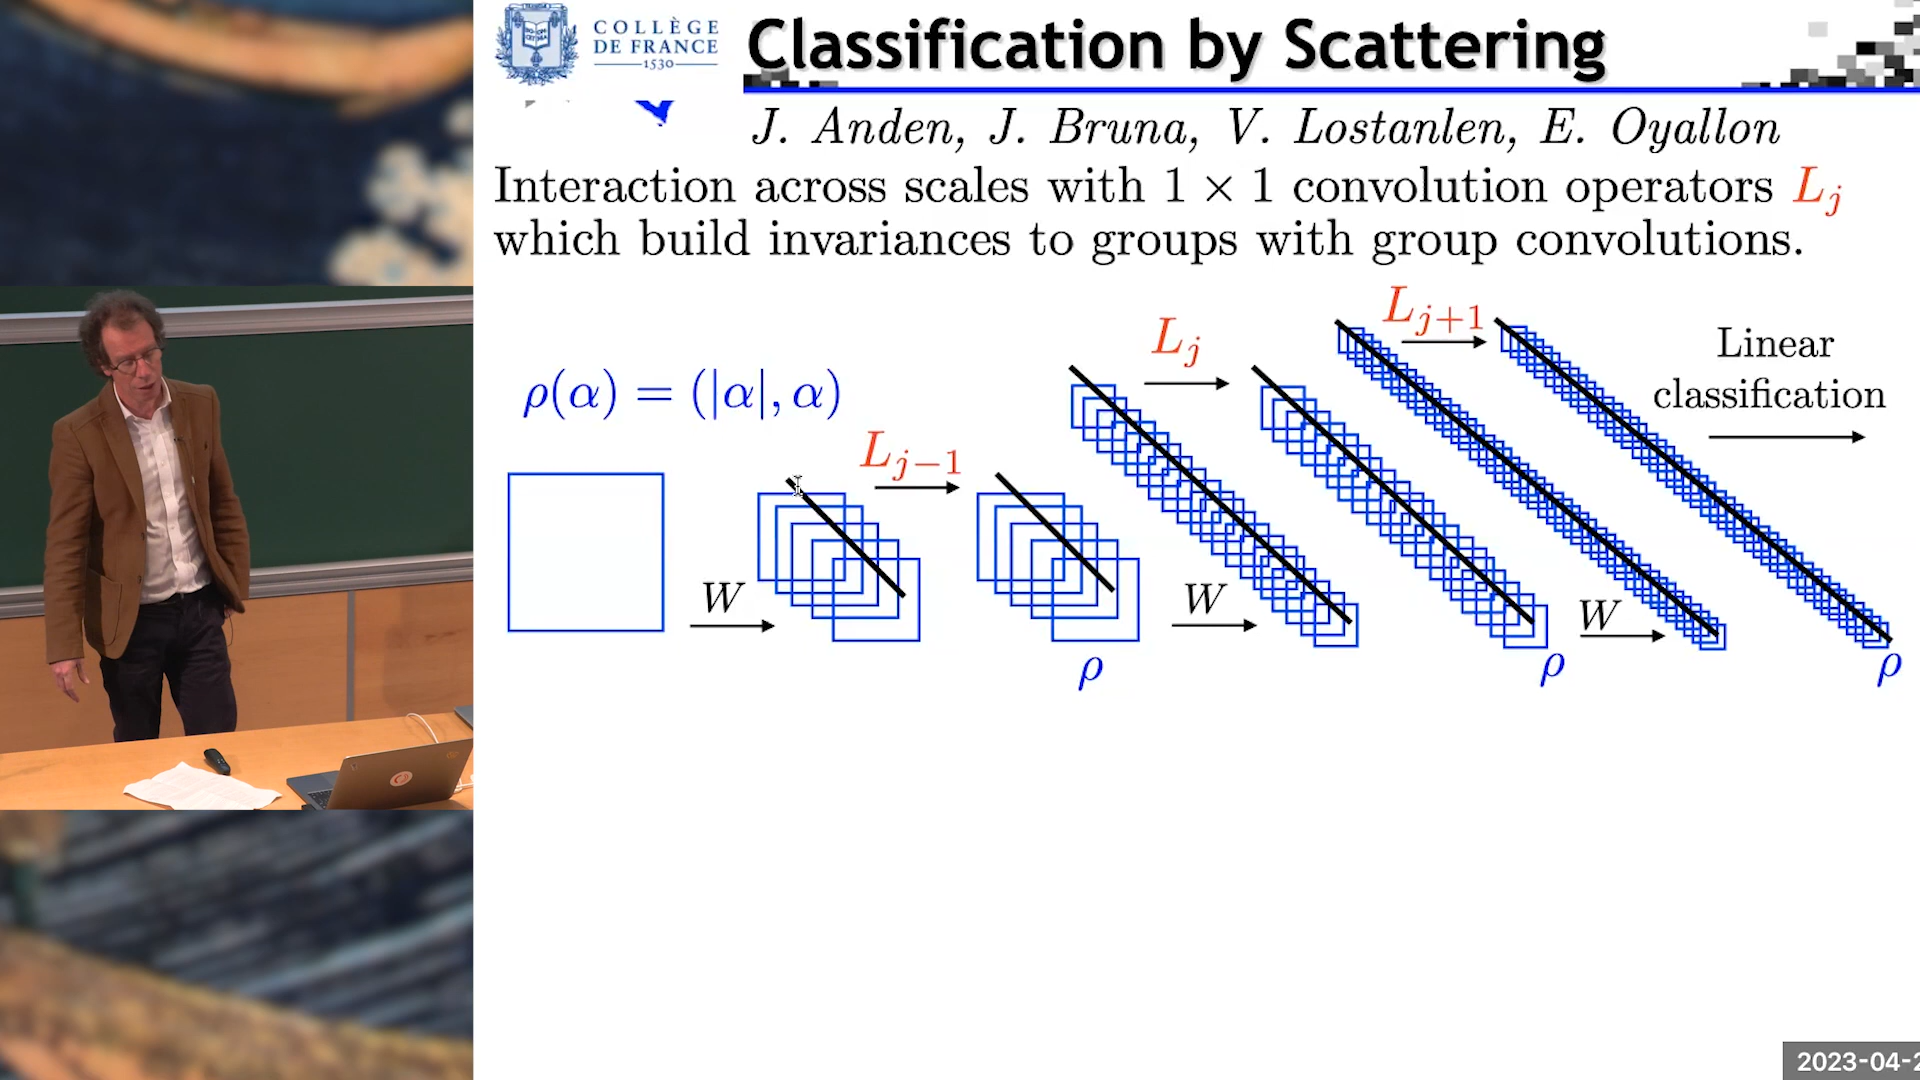 COLLÈGE
DE FRANCE
1530
Classification by Scattering
J. Anden, J. Bruna, V. Lostanlen, E. Oyallon
Interaction across scales with 1 × 1 convolution operators L_j
which build invariances to groups with group convolutions.
ρ(α) = (|α|, α)
L_{j−1}
L_j
L_{j+1}
Linear
classification
W
W
W
ρ
ρ
ρ
2023-04-2